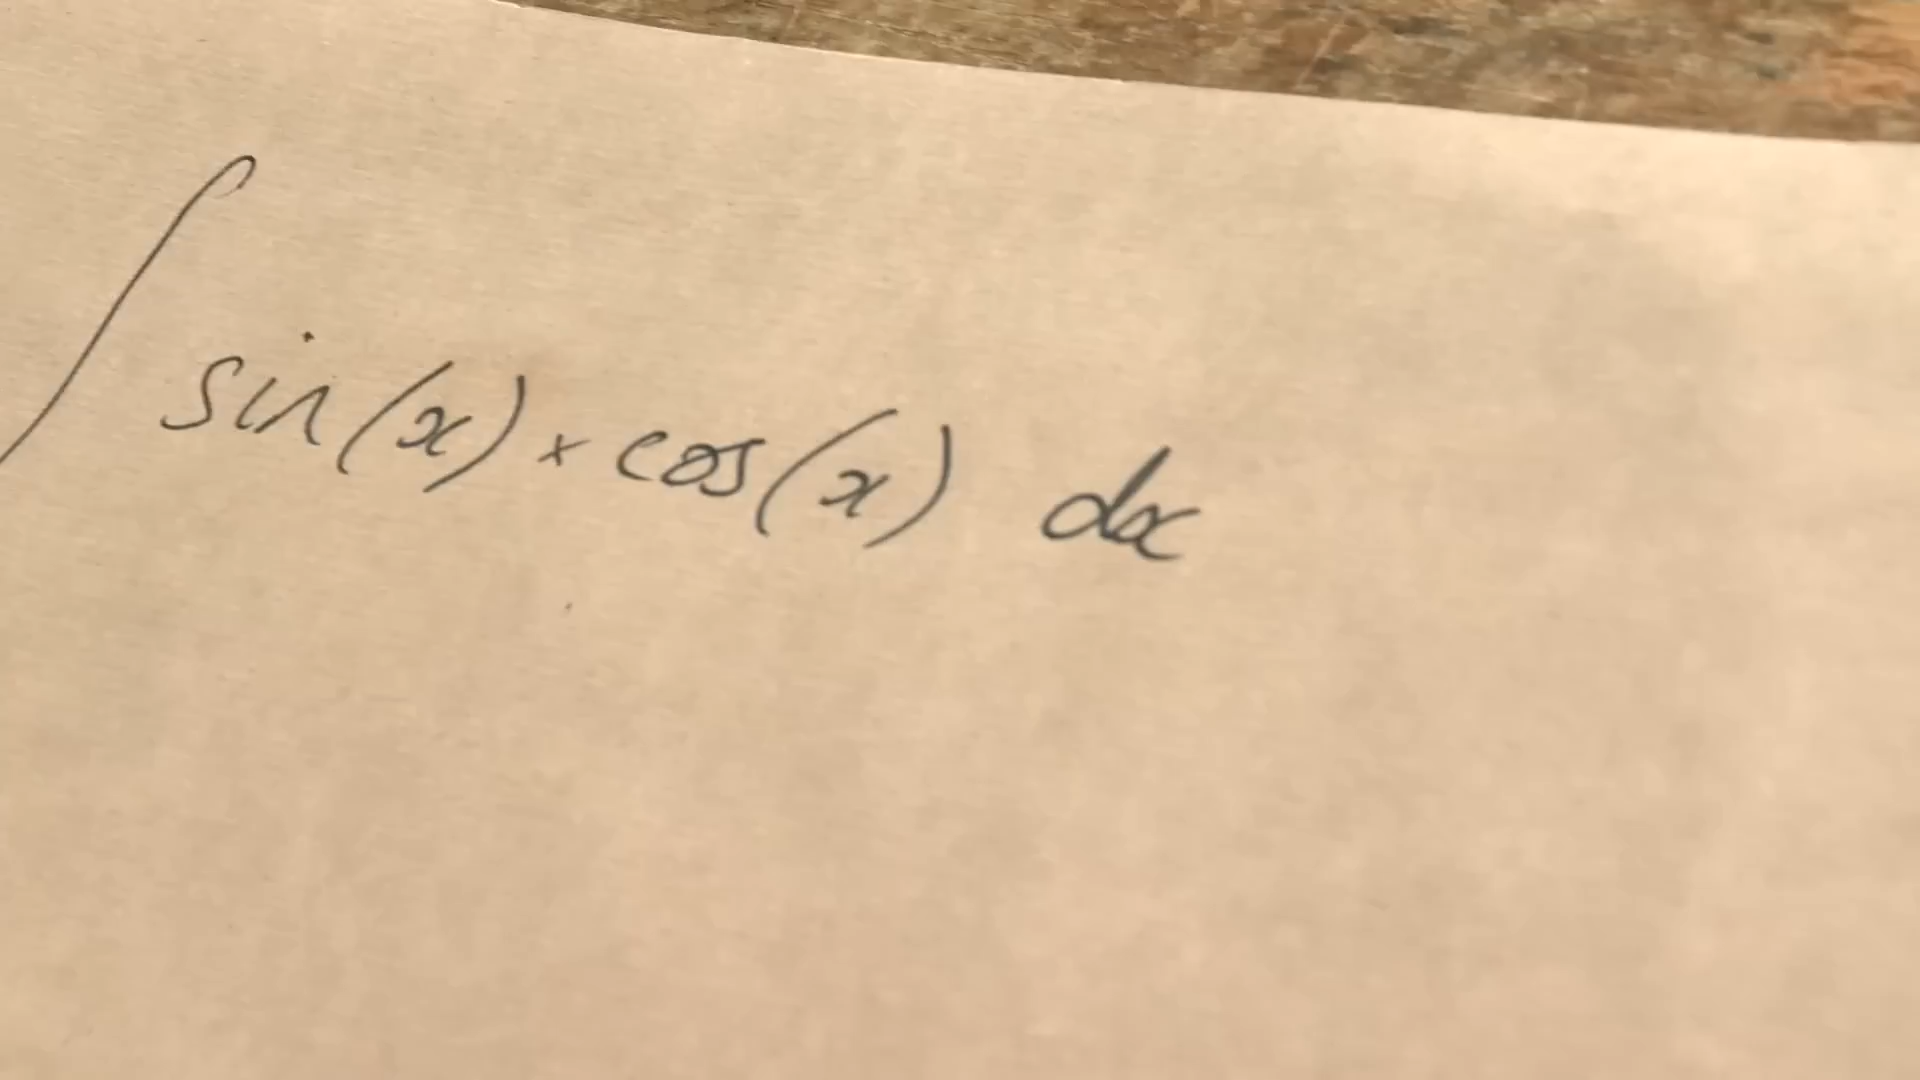 ∫ sin(x) × cos(x) dx